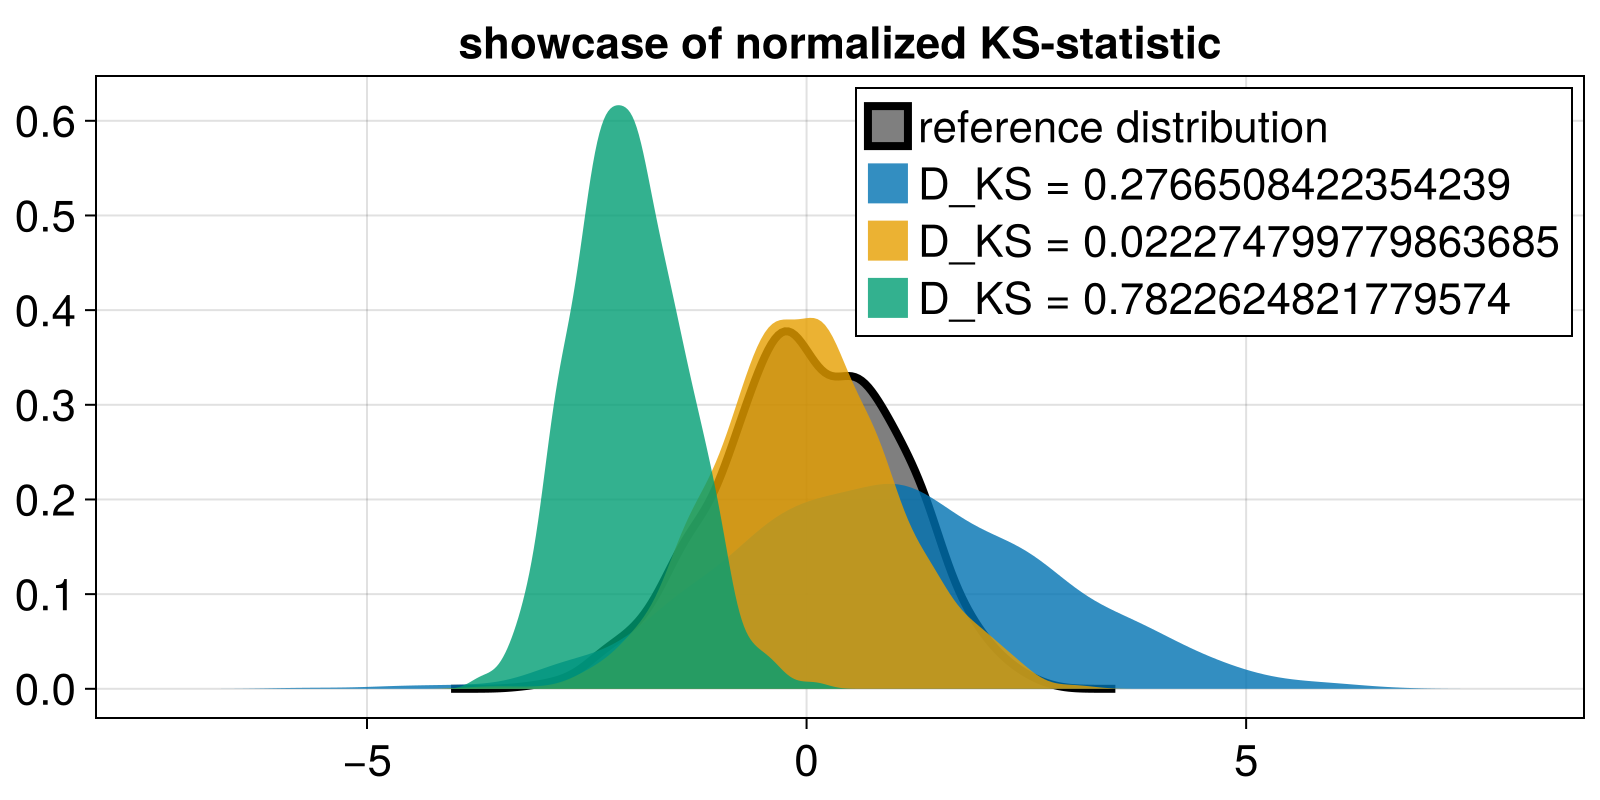 showcase of normalized KS-statistic
reference distribution
D_KS = 0.2766508422354239
D_KS = 0.022274799779863685
D_KS = 0.7822624821779574
0.6
0.5
0.4
0.3
0.2
0.1
0.0
−5
0
5